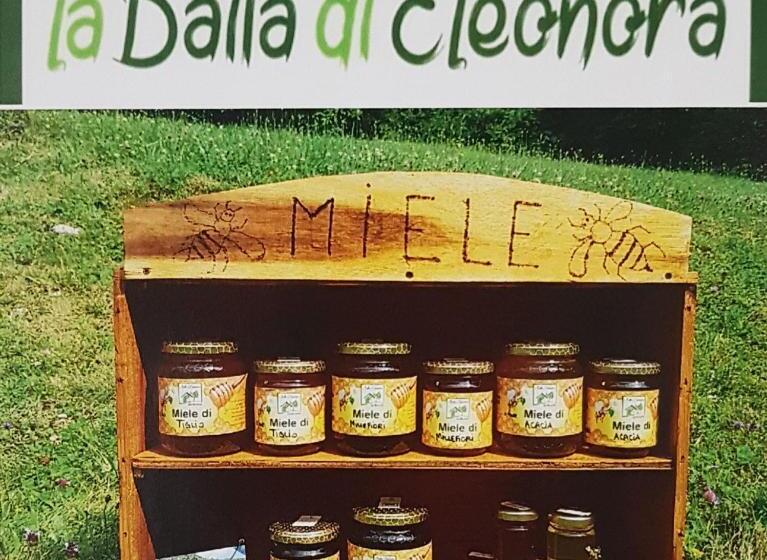 la Balla di Cleonora
MiELE
Miele di
TIGLIO
Miele di
TIGLIO
Miele di
MILLEFIORI
Miele di
MILLEFIORI
Miele di
ACACIA
Miele di
ACACIA